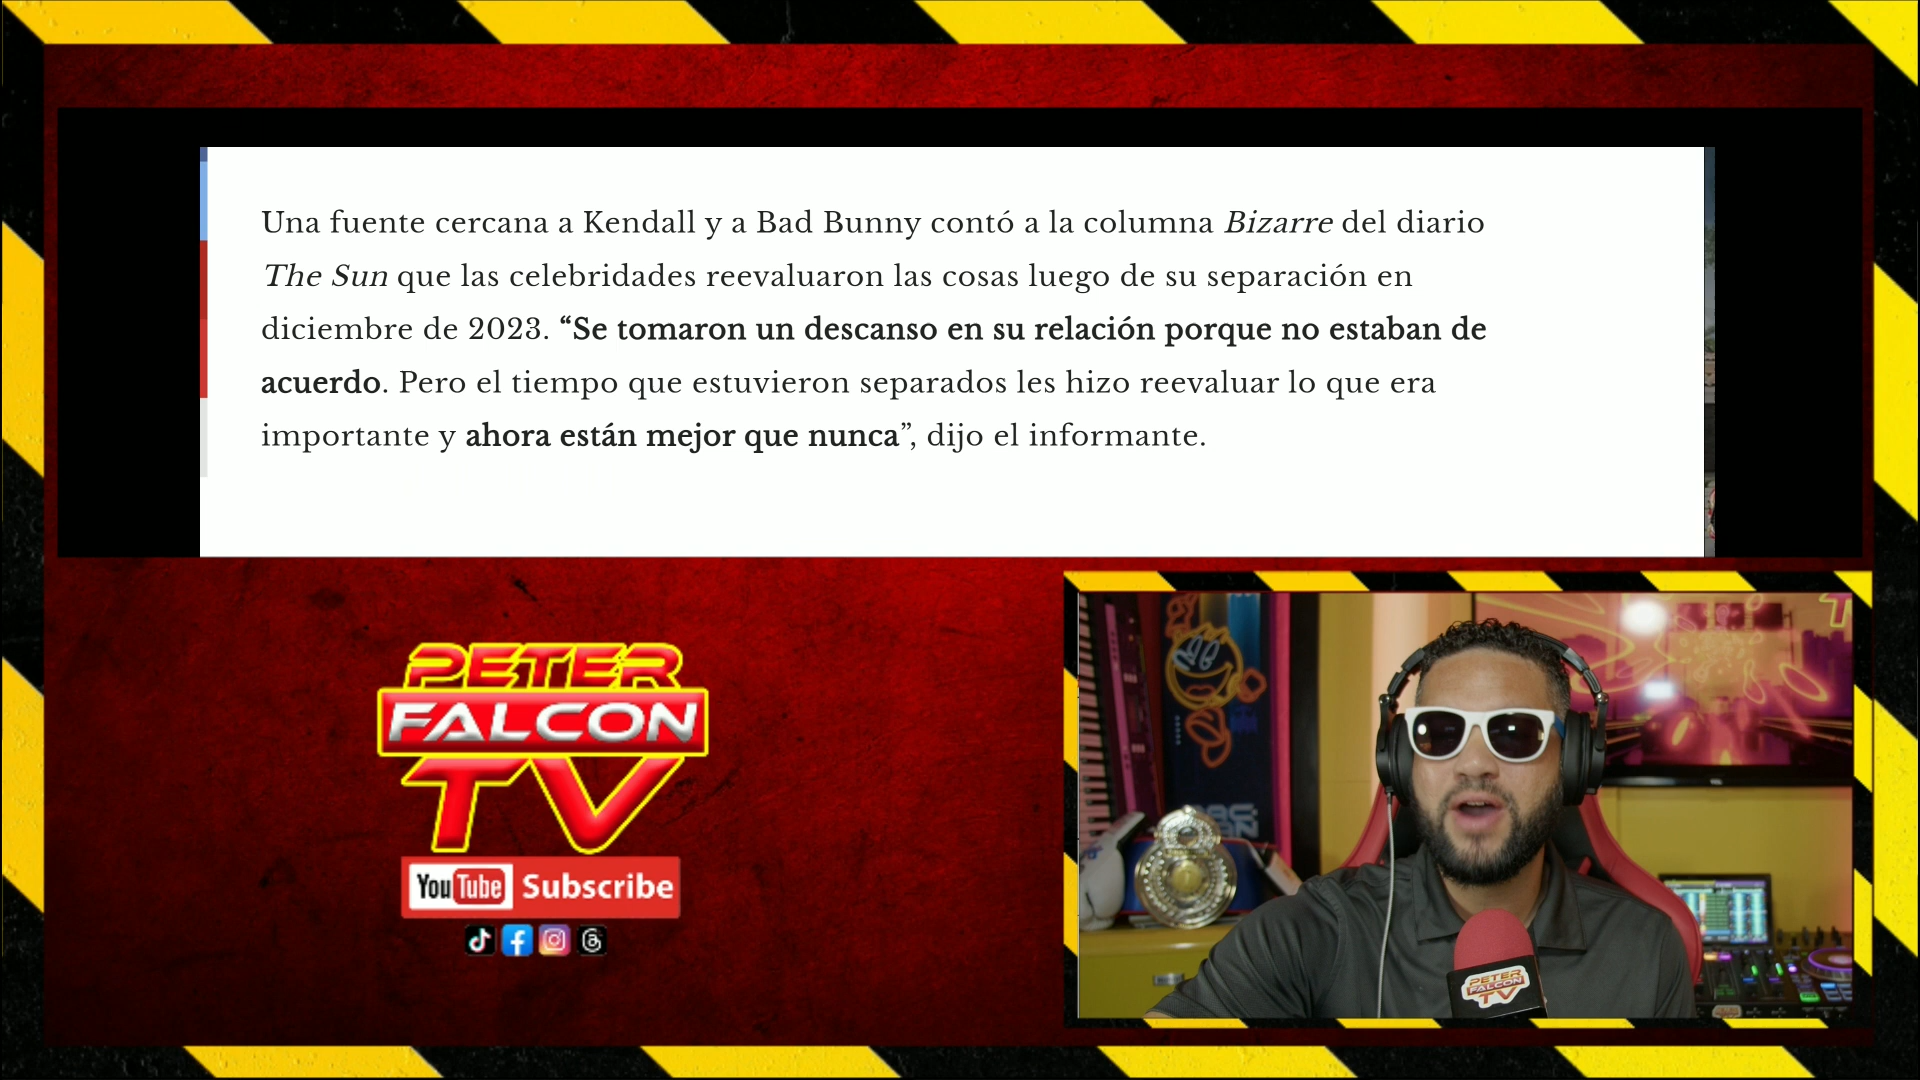 Una fuente cercana a Kendall y a Bad Bunny contó a la columna Bizarre del diario
The Sun que las celebridades reevaluaron las cosas luego de su separación en
diciembre de 2023. “Se tomaron un descanso en su relación porque no estaban de
acuerdo. Pero el tiempo que estuvieron separados les hizo reevaluar lo que era
importante y ahora están mejor que nunca”, dijo el informante.
PETER
FALCON
TV
YouTube Subscribe
PETER
FALCON
TV